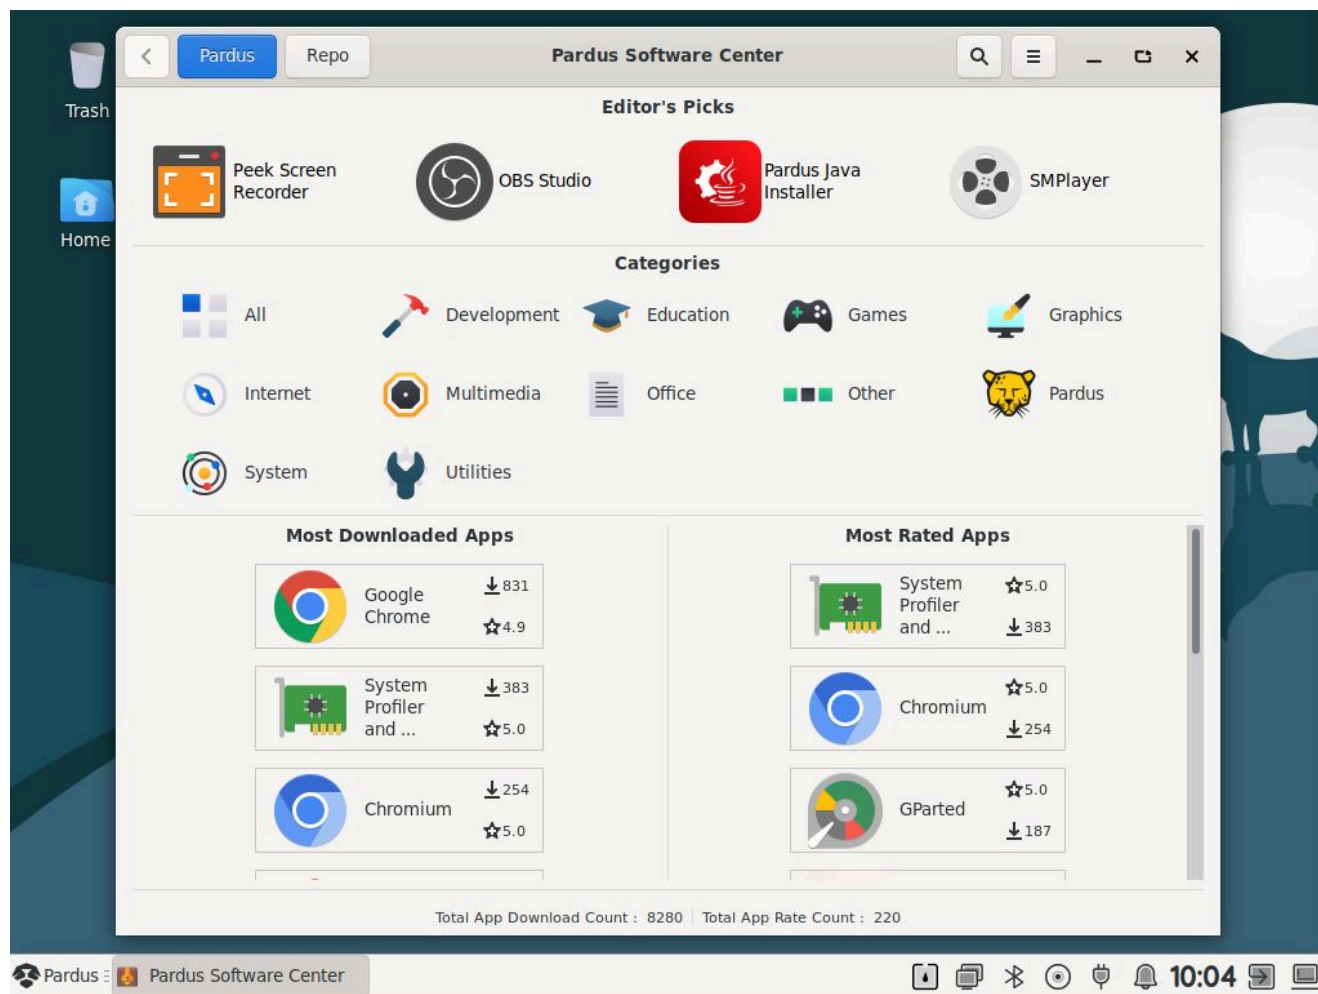 Trash
Home
Pardus
Repo
Pardus Software Center
Editor's Picks
Peek Screen
Recorder
OBS Studio
Pardus Java
Installer
SMPlayer
Categories
All
Development
Education
Games
Graphics
Internet
Multimedia
Office
Other
Pardus
System
Utilities
Most Downloaded Apps
Google
Chrome
831
4.9
System
Profiler
and ...
383
5.0
Chromium
254
5.0
Most Rated Apps
System
Profiler
and ...
5.0
383
Chromium
5.0
254
GParted
5.0
187
Total App Download Count : 8280
Total App Rate Count : 220
Pardus
Pardus Software Center
10:04